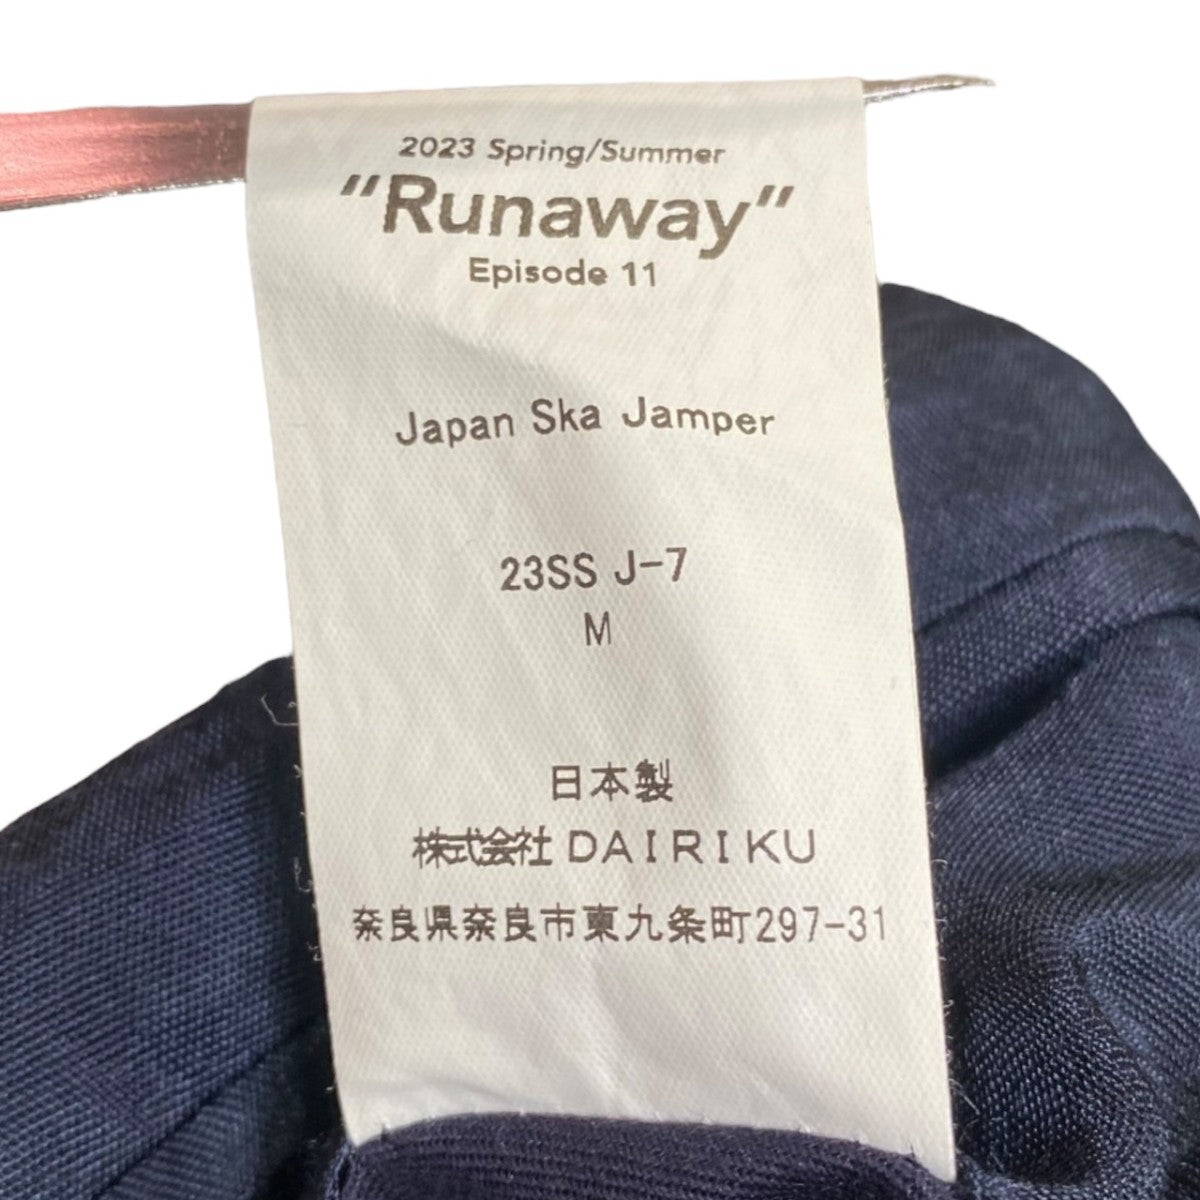 2023 Spring/Summer
"Runaway"
Episode 11
Japan Ska Jamper
23SS J-7
M
日本製
株式会社 DAIRIKU
奈良県奈良市東九条町297-31